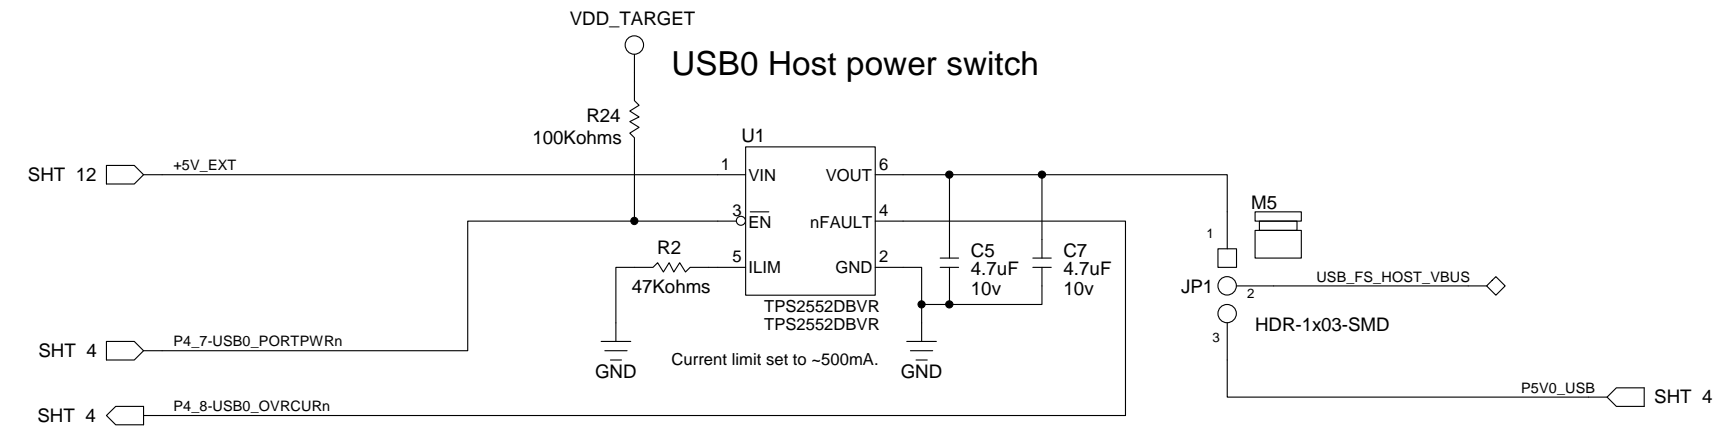 VDD_TARGET
USB0 Host power switch
R24
100Kohms
U1
SHT 12
+5V_EXT
1
VIN
VOUT
6
3
EN
nFAULT
4
M5
R2
47Kohms
5
ILIM
GND
2
C5
4.7uF
10v
C7
4.7uF
10v
1
JP1
2
USB_FS_HOST_VBUS
TPS2552DBVR
TPS2552DBVR
HDR-1x03-SMD
3
SHT 4
P4_7-USB0_PORTPWRn
GND
Current limit set to ~500mA.
GND
P5V0_USB
SHT 4
SHT 4
P4_8-USB0_OVRCURn